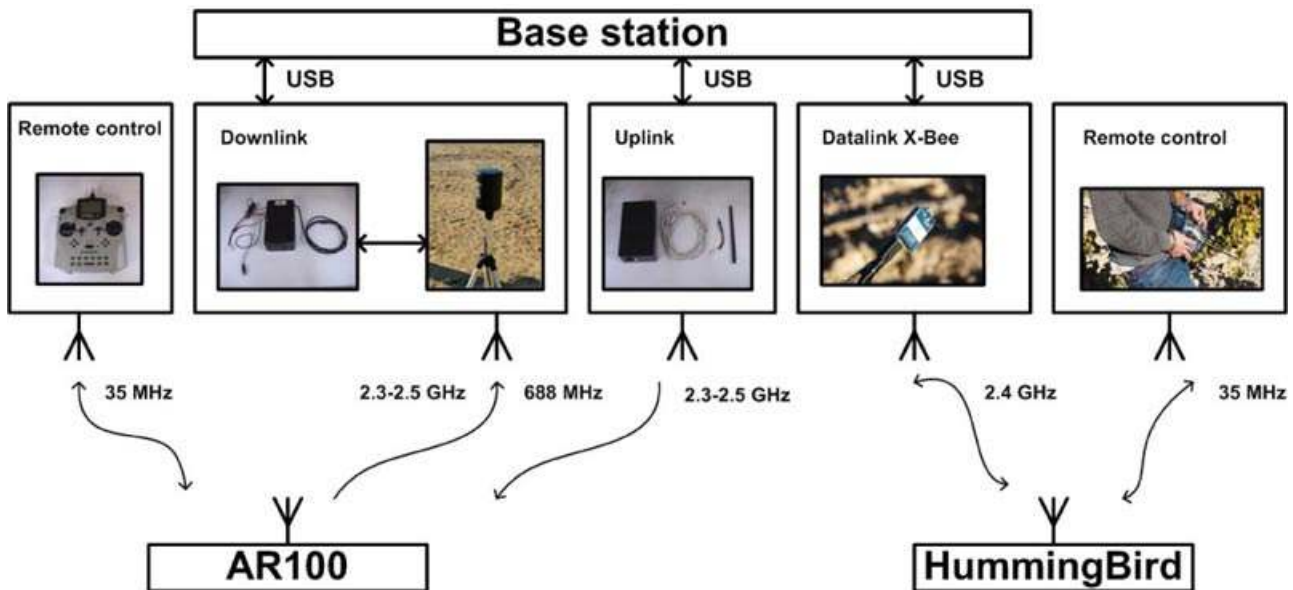 Base station
USB
USB
USB
Remote control
Downlink
Uplink
Datalink X-Bee
Remote control
35 MHz
2.3-2.5 GHz
688 MHz
2.3-2.5 GHz
2.4 GHz
35 MHz
AR100
HummingBird